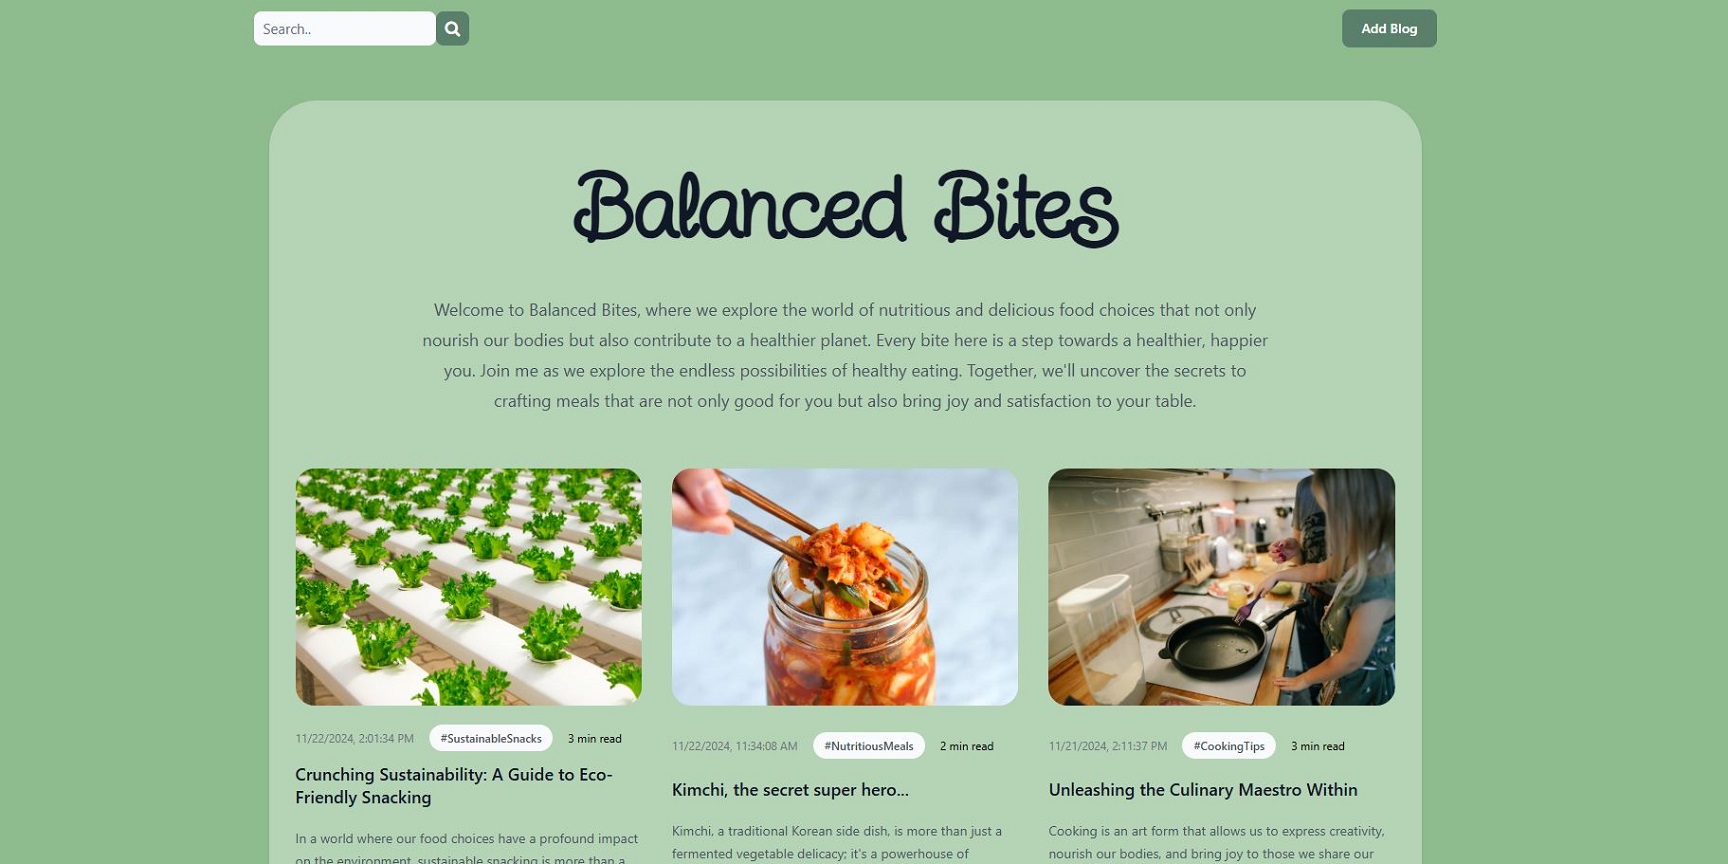 Search..
Add Blog
Balanced Bites
Welcome to Balanced Bites, where we explore the world of nutritious and delicious food choices that not only
nourish our bodies but also contribute to a healthier planet. Every bite here is a step towards a healthier, happier
you. Join me as we explore the endless possibilities of healthy eating. Together, we'll uncover the secrets to
crafting meals that are not only good for you but also bring joy and satisfaction to your table.
11/22/2024, 2:01:34 PM #SustainableSnacks 3 min read
Crunching Sustainability: A Guide to Eco-
Friendly Snacking
In a world where our food choices have a profound impact
on the environment, sustainable snacking is more than a
11/22/2024, 11:34:08 AM #NutritiousMeals 2 min read
Kimchi, the secret super hero...
Kimchi, a traditional Korean side dish, is more than just a
fermented vegetable delicacy; it's a powerhouse of
11/21/2024, 2:11:37 PM #CookingTips 3 min read
Unleashing the Culinary Maestro Within
Cooking is an art form that allows us to express creativity,
nourish our bodies, and bring joy to those we share our